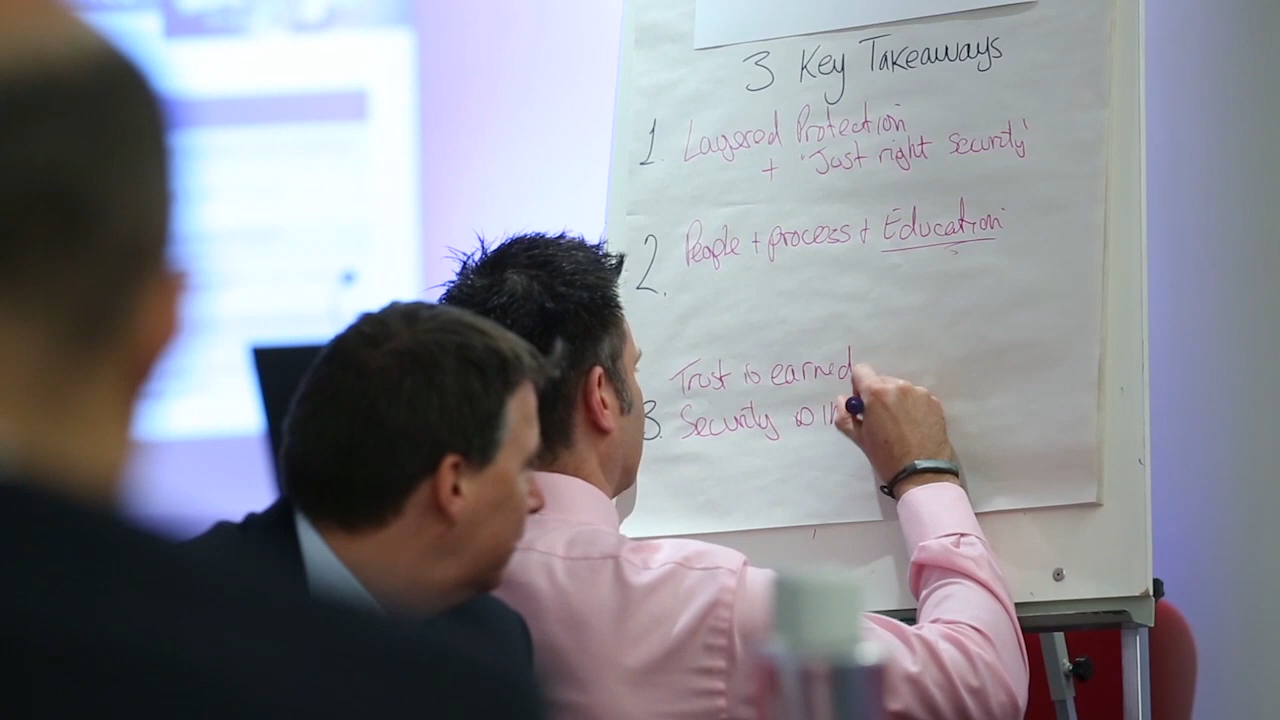 3 Key Takeaways
1. Layered Protection
+ 'Just right security'
2. People + process + Education
Trust is earned
3. Security is